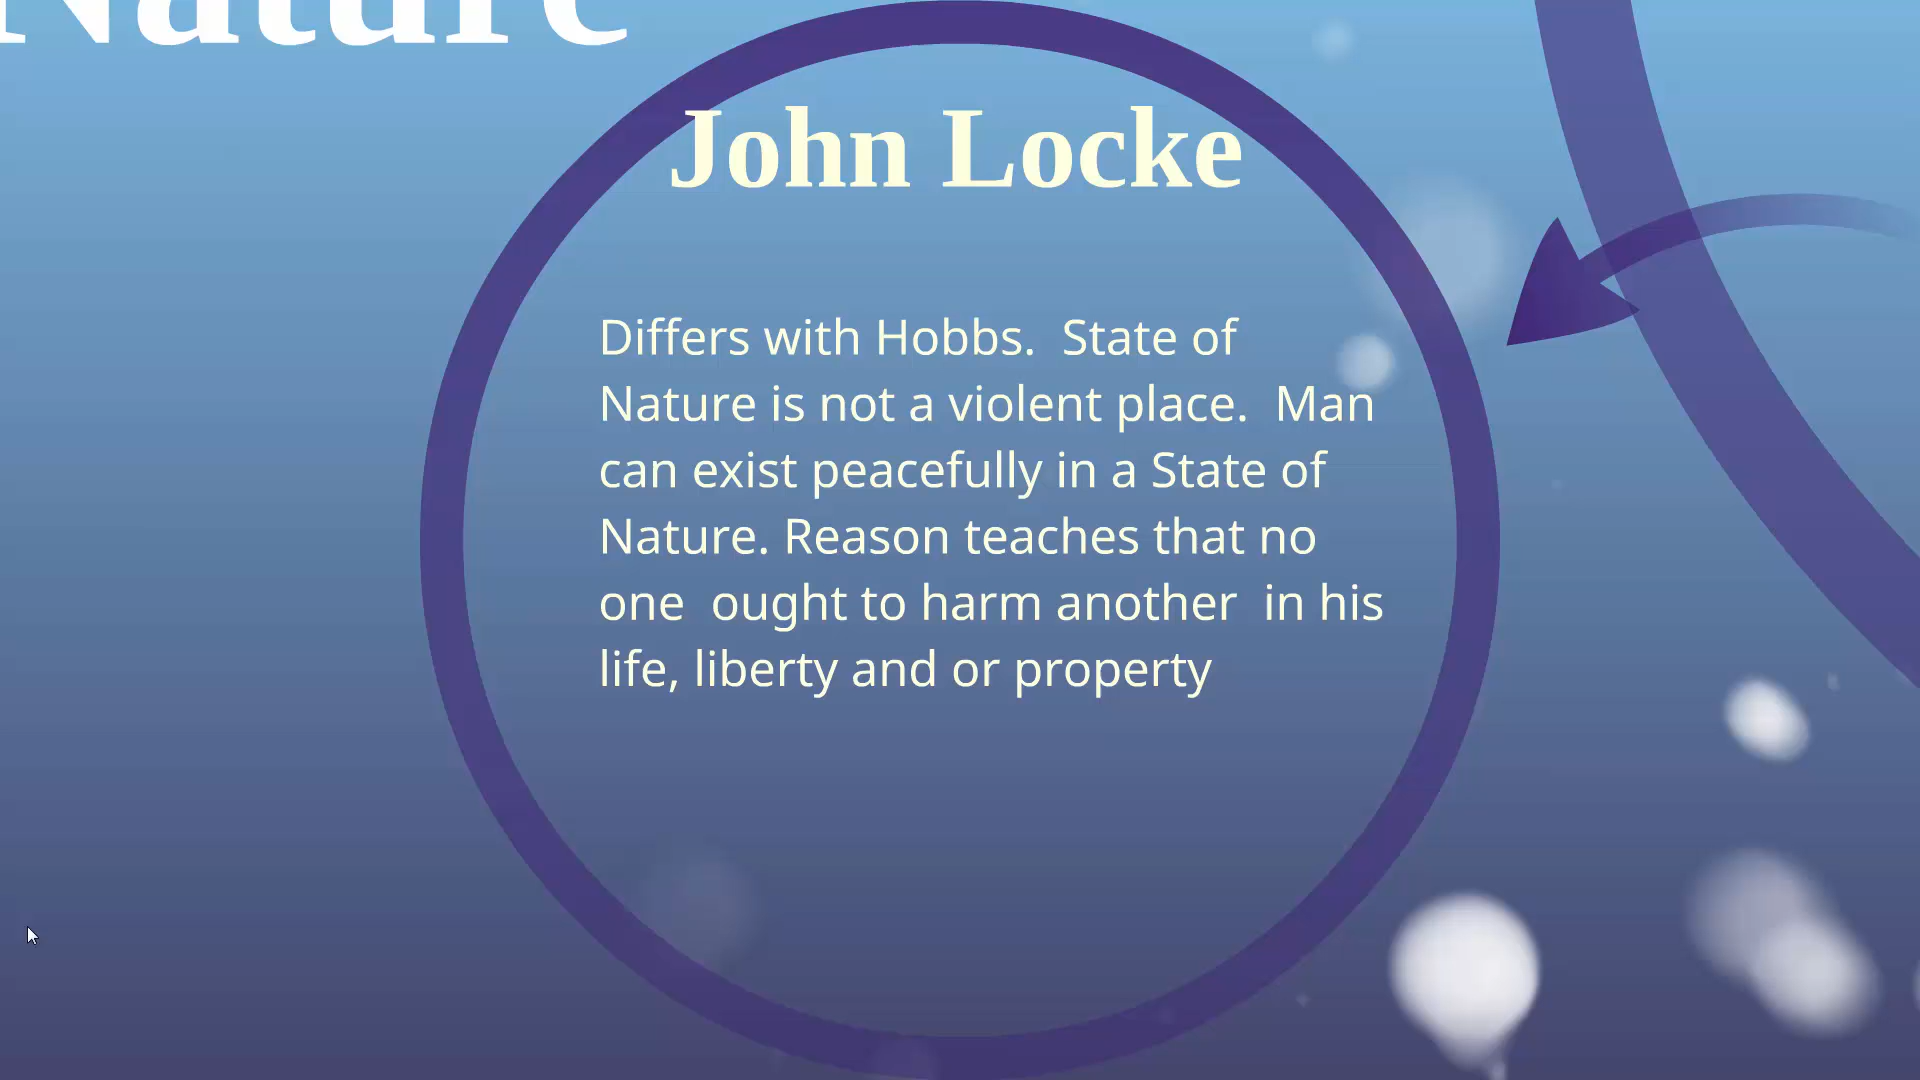 Nature
John Locke
Differs with Hobbs.  State of
Nature is not a violent place.  Man
can exist peacefully in a State of
Nature. Reason teaches that no
one  ought to harm another  in his
life, liberty and or property